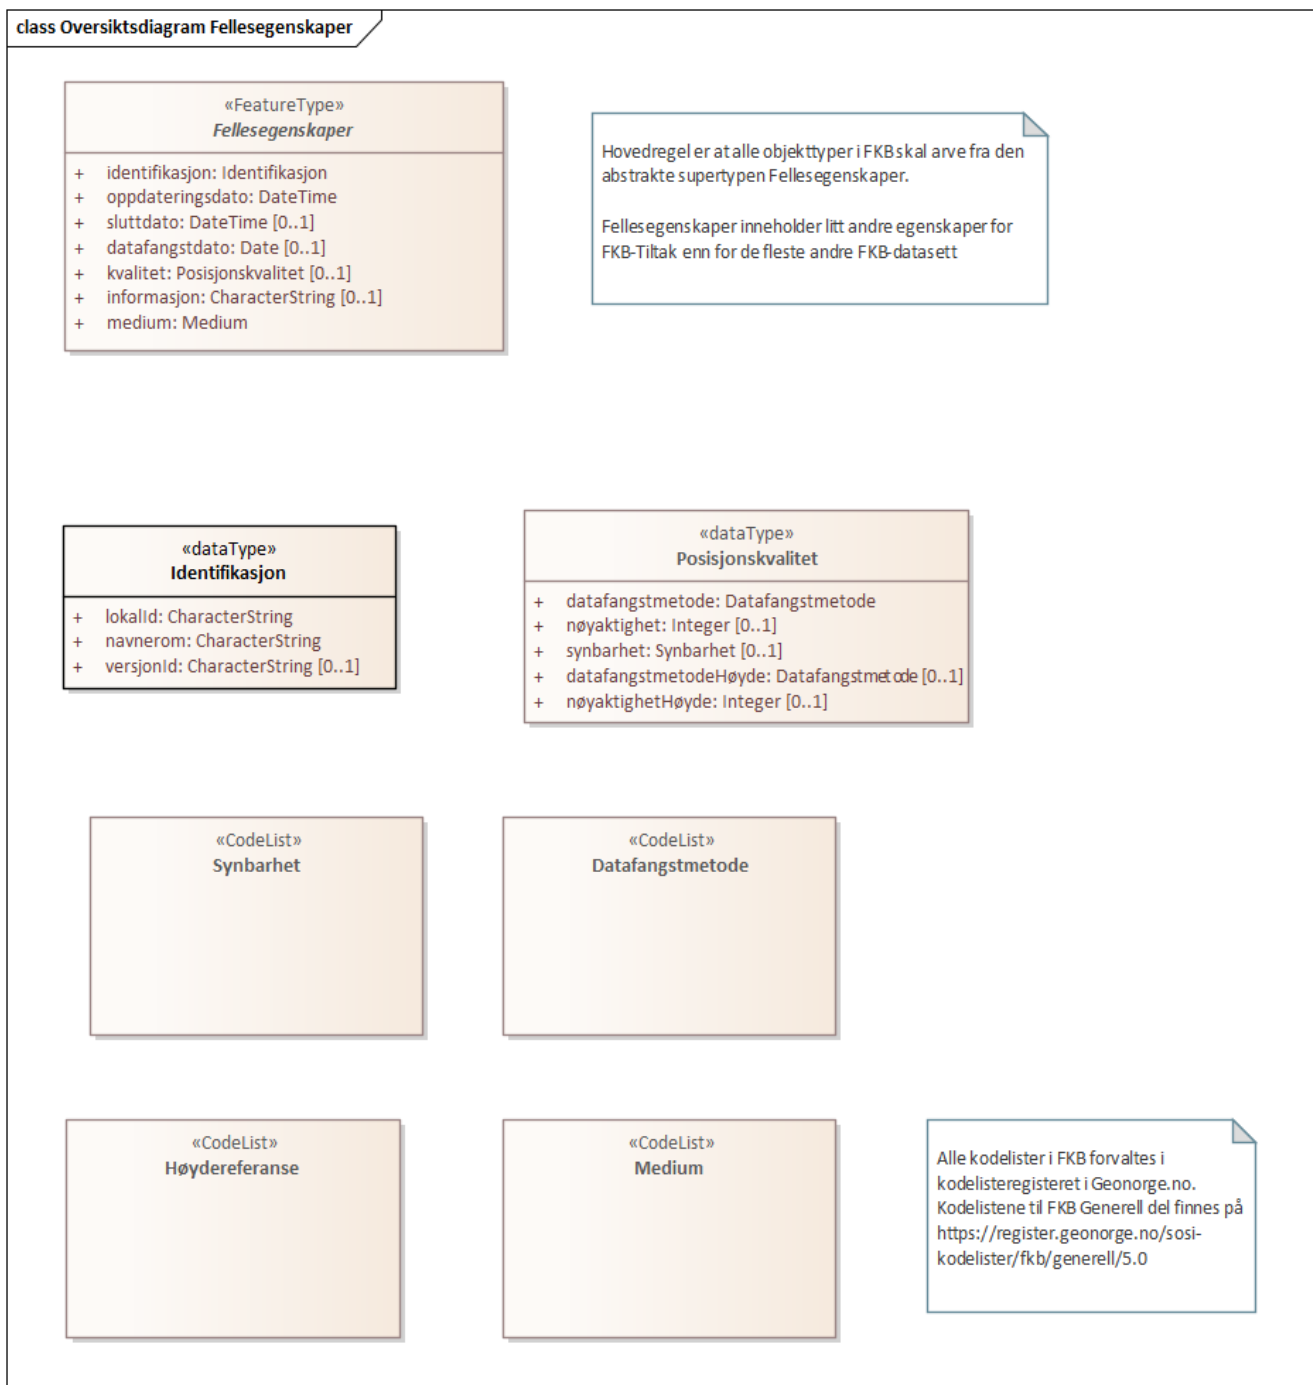 class Oversiktsdiagram Fellesegenskaper
«FeatureType»
Fellesegenskaper
+ identifikasjon: Identifikasjon
+ oppdateringsdato: DateTime
+ sluttdato: DateTime [0..1]
+ datafangstdato: Date [0..1]
+ kvalitet: Posisjonskvalitet [0..1]
+ informasjon: CharacterString [0..1]
+ medium: Medium
Hovedregel er at alle objekttyper i FKB skal arve fra den
abstrakte supertypen Fellesegenskaper.
Fellesegenskaper inneholder litt andre egenskaper for
FKB-Tiltak enn for de fleste andre FKB-datasett
«dataType»
Identifikasjon
+ lokalId: CharacterString
+ navnerom: CharacterString
+ versjonId: CharacterString [0..1]
«dataType»
Posisjonskvalitet
+ datafangstmetode: Datafangstmetode
+ nøyaktighet: Integer [0..1]
+ synbarhet: Synbarhet [0..1]
+ datafangstmetodeHøyde: Datafangstmetode [0..1]
+ nøyaktighetHøyde: Integer [0..1]
«CodeList»
Synbarhet
«CodeList»
Datafangstmetode
«CodeList»
Høydereferanse
«CodeList»
Medium
Alle kodelister i FKB forvaltes i
kodelisteregisteret i Geonorge.no.
Kodelistene til FKB Generell del finnes på
https://register.geonorge.no/sosi-
kodelister/fkb/generell/5.0